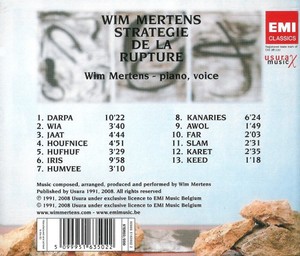 WIM MERTENS
STRATEGIE
DE LA
RUPTURE
Wim Mertens - piano, voice
EMI
CLASSICS
usura
music
1. DARPA 10'22
2. WIA 3'40
3. JAAT 4'44
4. HOUFNICE 5'51
5. HUFHUF 3'29
6. IRIS 9'58
7. HUMVEE 3'10
8. KANARIES 6'24
9. AWOL 1'49
10. FAR 2'03
11. SLAM 2'31
12. KARET 2'35
13. KEED 1'18
Music composed, arranged, produced and performed by Wim Mertens
Published by Usura 1991, 2008. All rights reserved.
℗ 1991, 2008 Usura under exclusive licence to EMI Music Belgium
© 1991, 2008 Usura under exclusive licence to EMI Music Belgium
www.wimmertens.com - www.emimusic.be
5 099951 635022